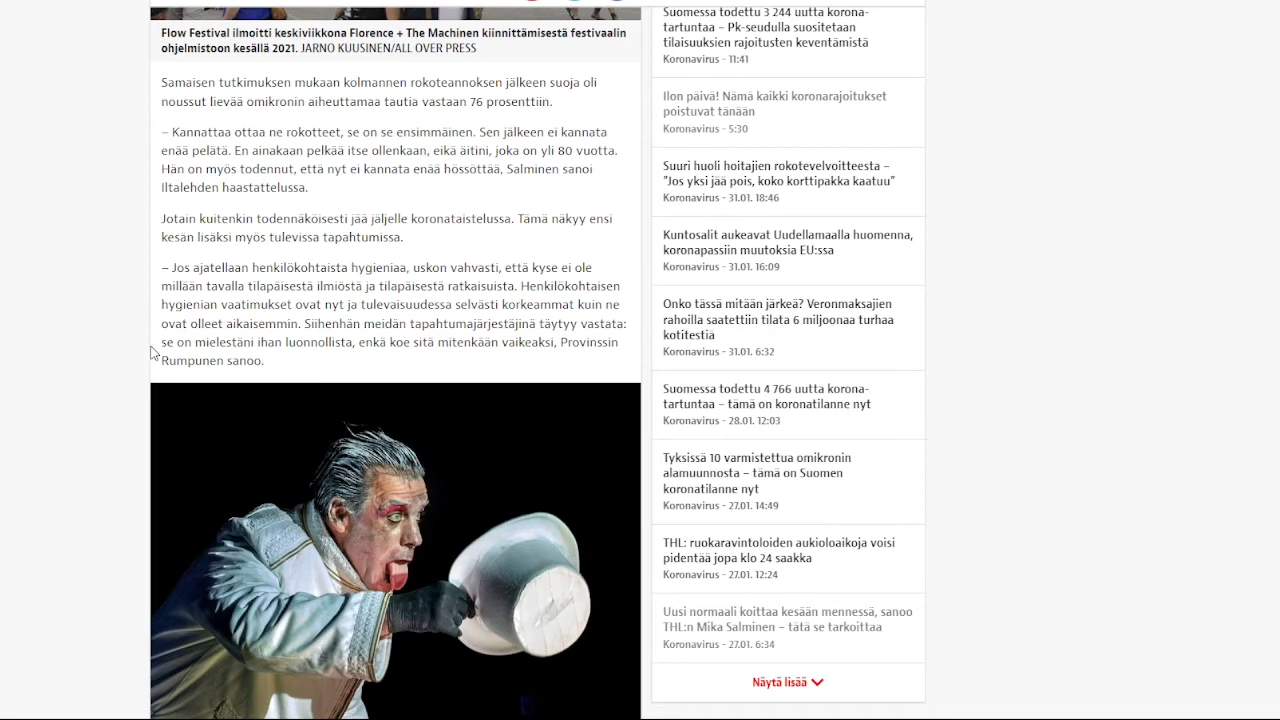 Flow Festival ilmoitti keskiviikkona Florence + The Machinen kiinnittämisestä festivaalin
ohjelmistoon kesällä 2021. JARNO KUUSINEN/ALL OVER PRESS
Samaisen tutkimuksen mukaan kolmannen rokoteannoksen jälkeen suoja oli
noussut lievää omikronin aiheuttamaa tautia vastaan 76 prosenttiin.
– Kannattaa ottaa ne rokotteet, se on se ensimmäinen. Sen jälkeen ei kannata
enää pelätä. En ainakaan pelkää itse ollenkaan, eikä äitini, joka on yli 80 vuotta.
Hän on myös todennut, että nyt ei kannata enää hössöttää, Salminen sanoi
Iltalehden haastattelussa.
Jotain kuitenkin todennäköisesti jää jäljelle koronataistelussa. Tämä näkyy ensi
kesän lisäksi myös tulevissa tapahtumissa.
– Jos ajatellaan henkilökohtaista hygieniaa, uskon vahvasti, että kyse ei ole
millään tavalla tilapäisestä ilmiöstä ja tilapäisestä ratkaisuista. Henkilökohtaisen
hygienian vaatimukset ovat nyt ja tulevaisuudessa selvästi korkeammat kuin ne
ovat olleet aikaisemmin. Siihenhän meidän tapahtumajärjestäjinä täytyy vastata:
se on mielestäni ihan luonnollista, enkä koe sitä mitenkään vaikeaksi, Provinssin
Rumpunen sanoo.
Suomessa todettu 3 244 uutta korona-
tartuntaa – Pk-seudulla suositetaan
tilaisuuksien rajoitusten keventämistä
Koronavirus - 11:41
Ilon päivä! Nämä kaikki koronarajoitukset
poistuvat tänään
Koronavirus - 5:30
Suuri huoli hoitajien rokotevelvoitteesta –
”Jos yksi jää pois, koko korttipakka kaatuu”
Koronavirus - 31.01. 18:46
Kuntosalit aukeavat Uudellamaalla huomenna,
koronapassiin muutoksia EU:ssa
Koronavirus - 31.01. 16:09
Onko tässä mitään järkeä? Veronmaksajien
rahoilla saatettiin tilata 6 miljoonaa turhaa
kotitestiä
Koronavirus - 31.01. 6:32
Suomessa todettu 4 766 uutta korona-
tartuntaa – tämä on koronatilanne nyt
Koronavirus - 28.01. 12:03
Tyksissä 10 varmistettua omikronin
alamuunnosta – tämä on Suomen
koronatilanne nyt
Koronavirus - 27.01. 14:49
THL: ruokaravintoloiden aukioloaikoja voisi
pidentää jopa klo 24 saakka
Koronavirus - 27.01. 12:24
Uusi normaali koittaa kesään mennessä, sanoo
THL:n Mika Salminen – tätä se tarkoittaa
Koronavirus - 27.01. 6:34
Näytä lisää